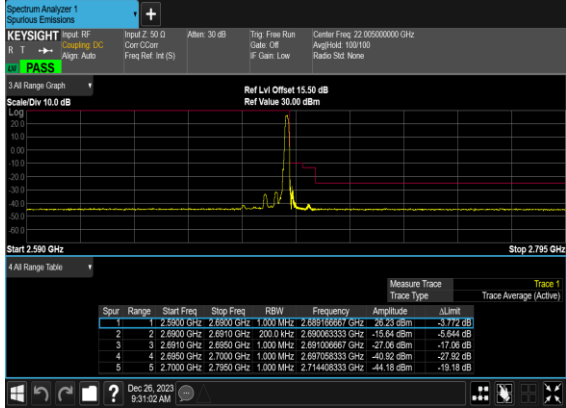 Spectrum Analyzer 1
Spurious Emissions
KEYSIGHT Input: RF Input Z: 50 Ω Atten: 30 dB Trig: Free Run Center Freq: 22.005000000 GHz
R T Coupling: DC Corr CCorr Gate: Off Avg|Hold: 100/100
Align: Auto Freq Ref: Int (S) IF Gain: Low Radio Std: None
PASS
3 All Range Graph
Ref Lvl Offset 15.50 dB
Scale/Div 10.0 dB Ref Value 30.00 dBm
Log
20.0
10.0
0.00
-10.0
-20.0
-30.0
-40.0
-50.0
-60.0
Start 2.590 GHz Stop 2.795 GHz
4 All Range Table
Measure Trace Trace 1
Trace Type Trace Average (Active)
Spur Range Start Freq Stop Freq RBW Frequency Amplitude ΔLimit
1 1 2.5900 GHz 2.6900 GHz 1.000 MHz 2.689166667 GHz 26.23 dBm -3.772 dB
2 2 2.6900 GHz 2.6910 GHz 200.0 kHz 2.690063333 GHz -15.64 dBm -5.644 dB
3 3 2.6910 GHz 2.6950 GHz 1.000 MHz 2.691006667 GHz -27.06 dBm -17.06 dB
4 4 2.6950 GHz 2.7000 GHz 1.000 MHz 2.697058333 GHz -40.92 dBm -27.92 dB
5 5 2.7000 GHz 2.7950 GHz 1.000 MHz 2.714408333 GHz -44.18 dBm -19.18 dB
Dec 26, 2023
9:31:02 AM